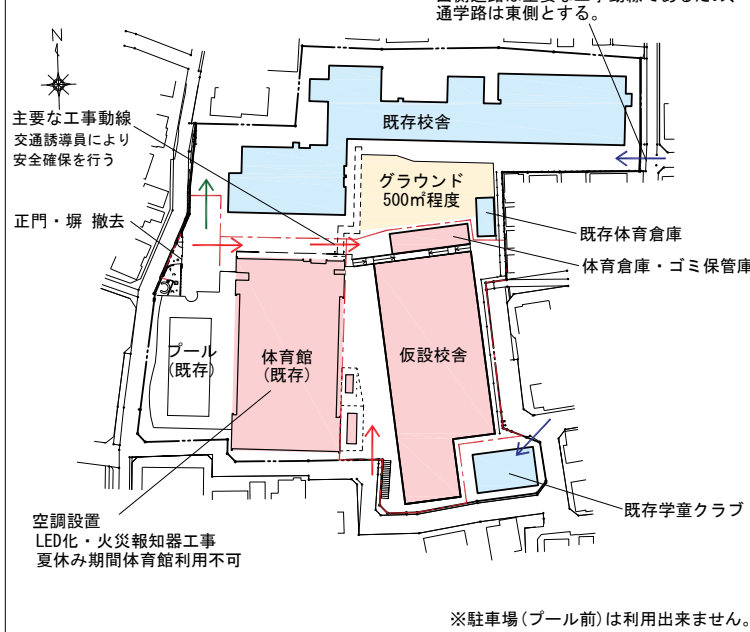 通学路は東側とする。
N
主要な工事動線
交通誘導員により
安全確保を行う
既存校舎
グラウンド
500㎡程度
正門・塀 撤去
既存体育倉庫
体育倉庫・ゴミ保管庫
プール
(既存)
体育館
(既存)
仮設校舎
既存学童クラブ
空調設置
LED化・火災報知器工事
夏休み期間体育館利用不可
※駐車場(プール前)は利用出来ません。